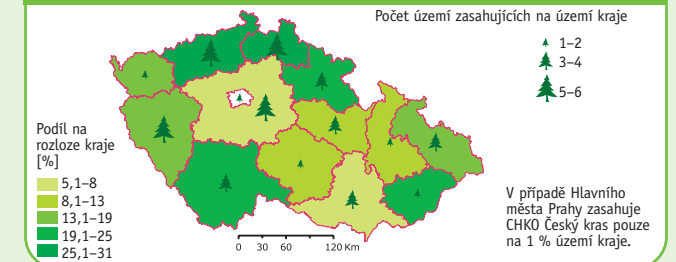 Počet území zasahujících na území kraje
1–2
3–4
5–6
Podíl na
rozloze kraje
[%]
5,1–8
8,1–13
13,1–19
19,1–25
25,1–31
0 30 60 120 Km
V případě Hlavního
města Prahy zasahuje
CHKO Český kras pouze
na 1 % území kraje.